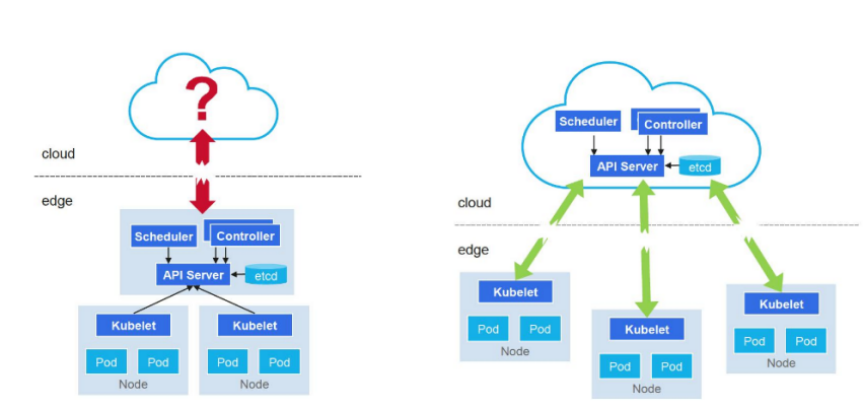 ?
cloud
edge
Scheduler
Controller
API Server
etcd
Kubelet
Kubelet
Pod
Pod
Pod
Pod
Node
Node
Scheduler
Controller
API Server
etcd
cloud
edge
Kubelet
Pod
Pod
Node
Kubelet
Pod
Pod
Node
Kubelet
Pod
Pod
Node